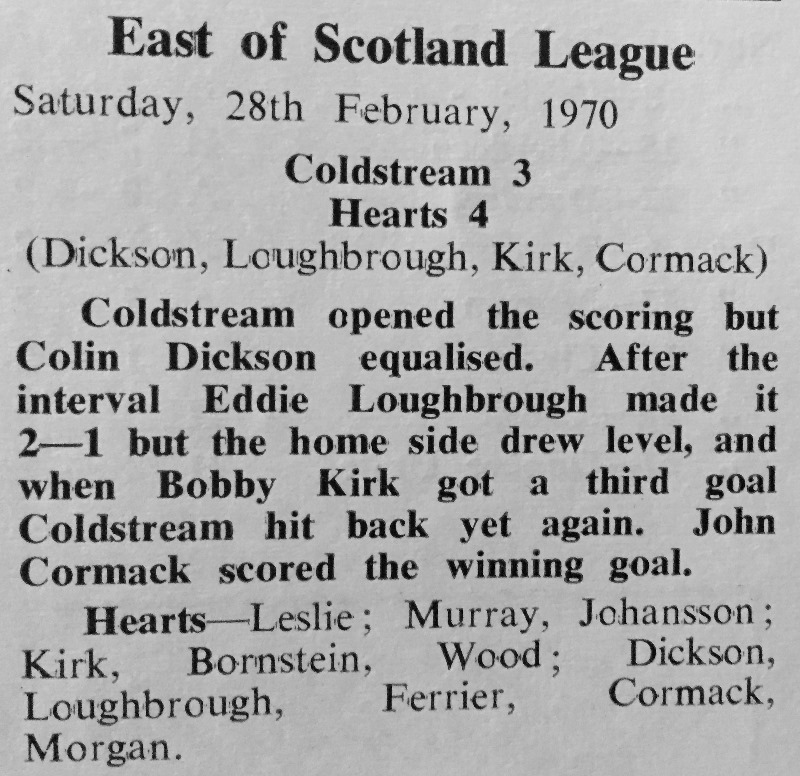 East of Scotland League
Saturday, 28th February, 1970
Coldstream 3
Hearts 4
(Dickson, Loughbrough, Kirk, Cormack)
Coldstream opened the scoring but
Colin Dickson equalised. After the
interval Eddie Loughbrough made it
2—1 but the home side drew level, and
when Bobby Kirk got a third goal
Coldstream hit back yet again. John
Cormack scored the winning goal.
Hearts—Leslie; Murray, Johansson;
Kirk, Bornstein, Wood; Dickson,
Loughbrough, Ferrier, Cormack,
Morgan.